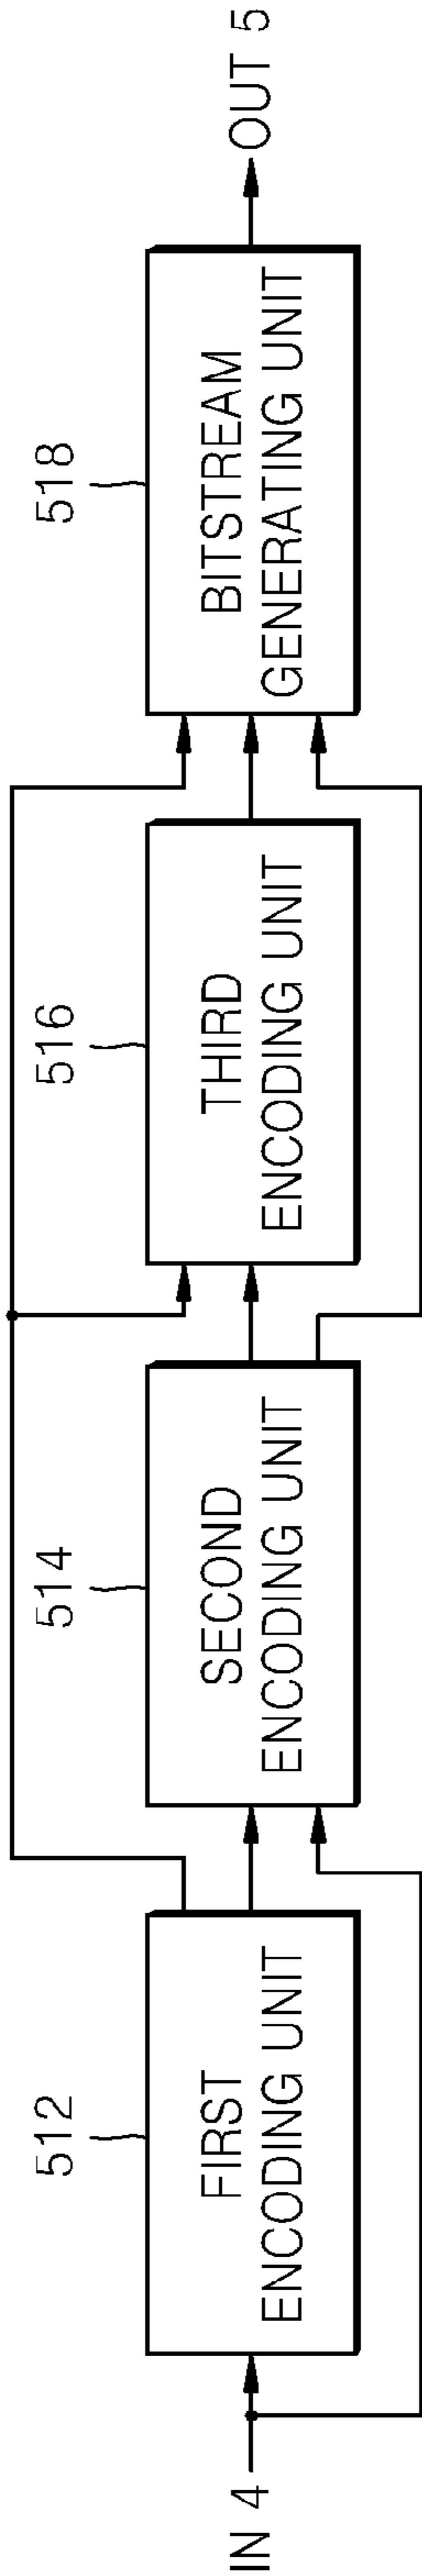 512
514
516
518
IN 4
FIRST
ENCODING UNIT
SECOND
ENCODING UNIT
THIRD
ENCODING UNIT
BITSTREAM
GENERATING UNIT
OUT 5